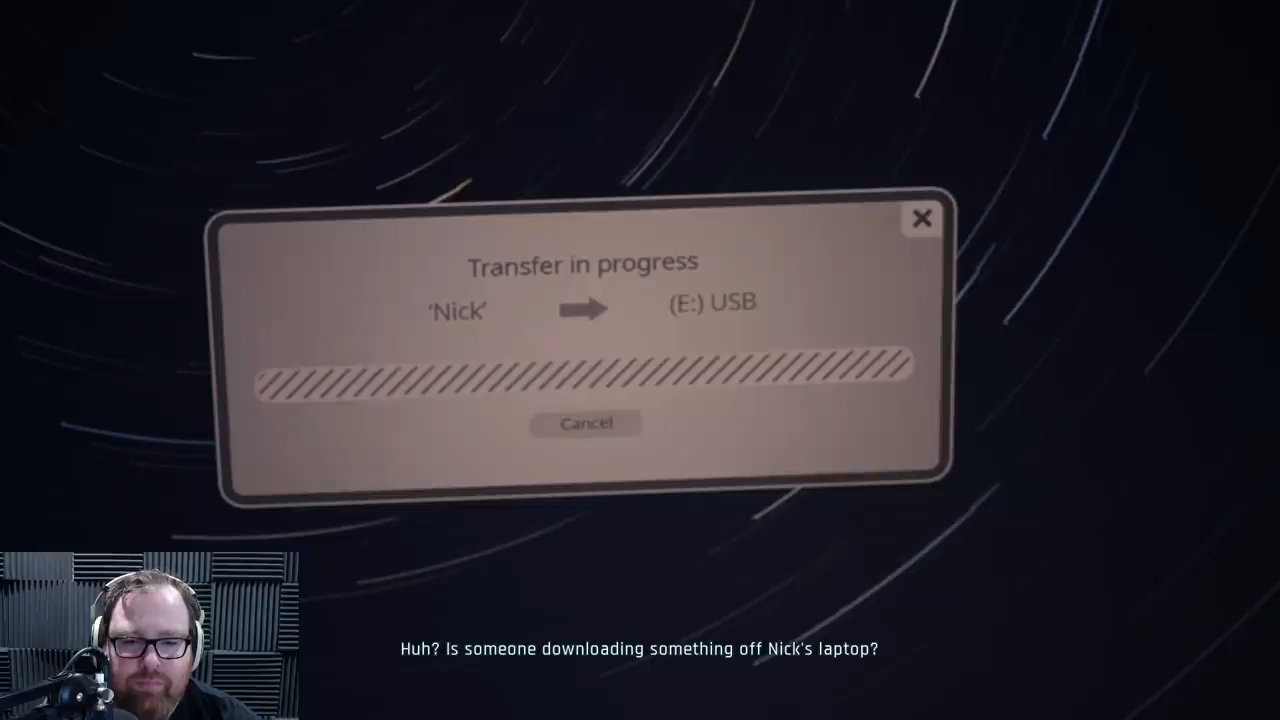 Transfer in progress
‘Nick’ (E:) USB
Cancel
Huh? Is someone downloading something off Nick's laptop?